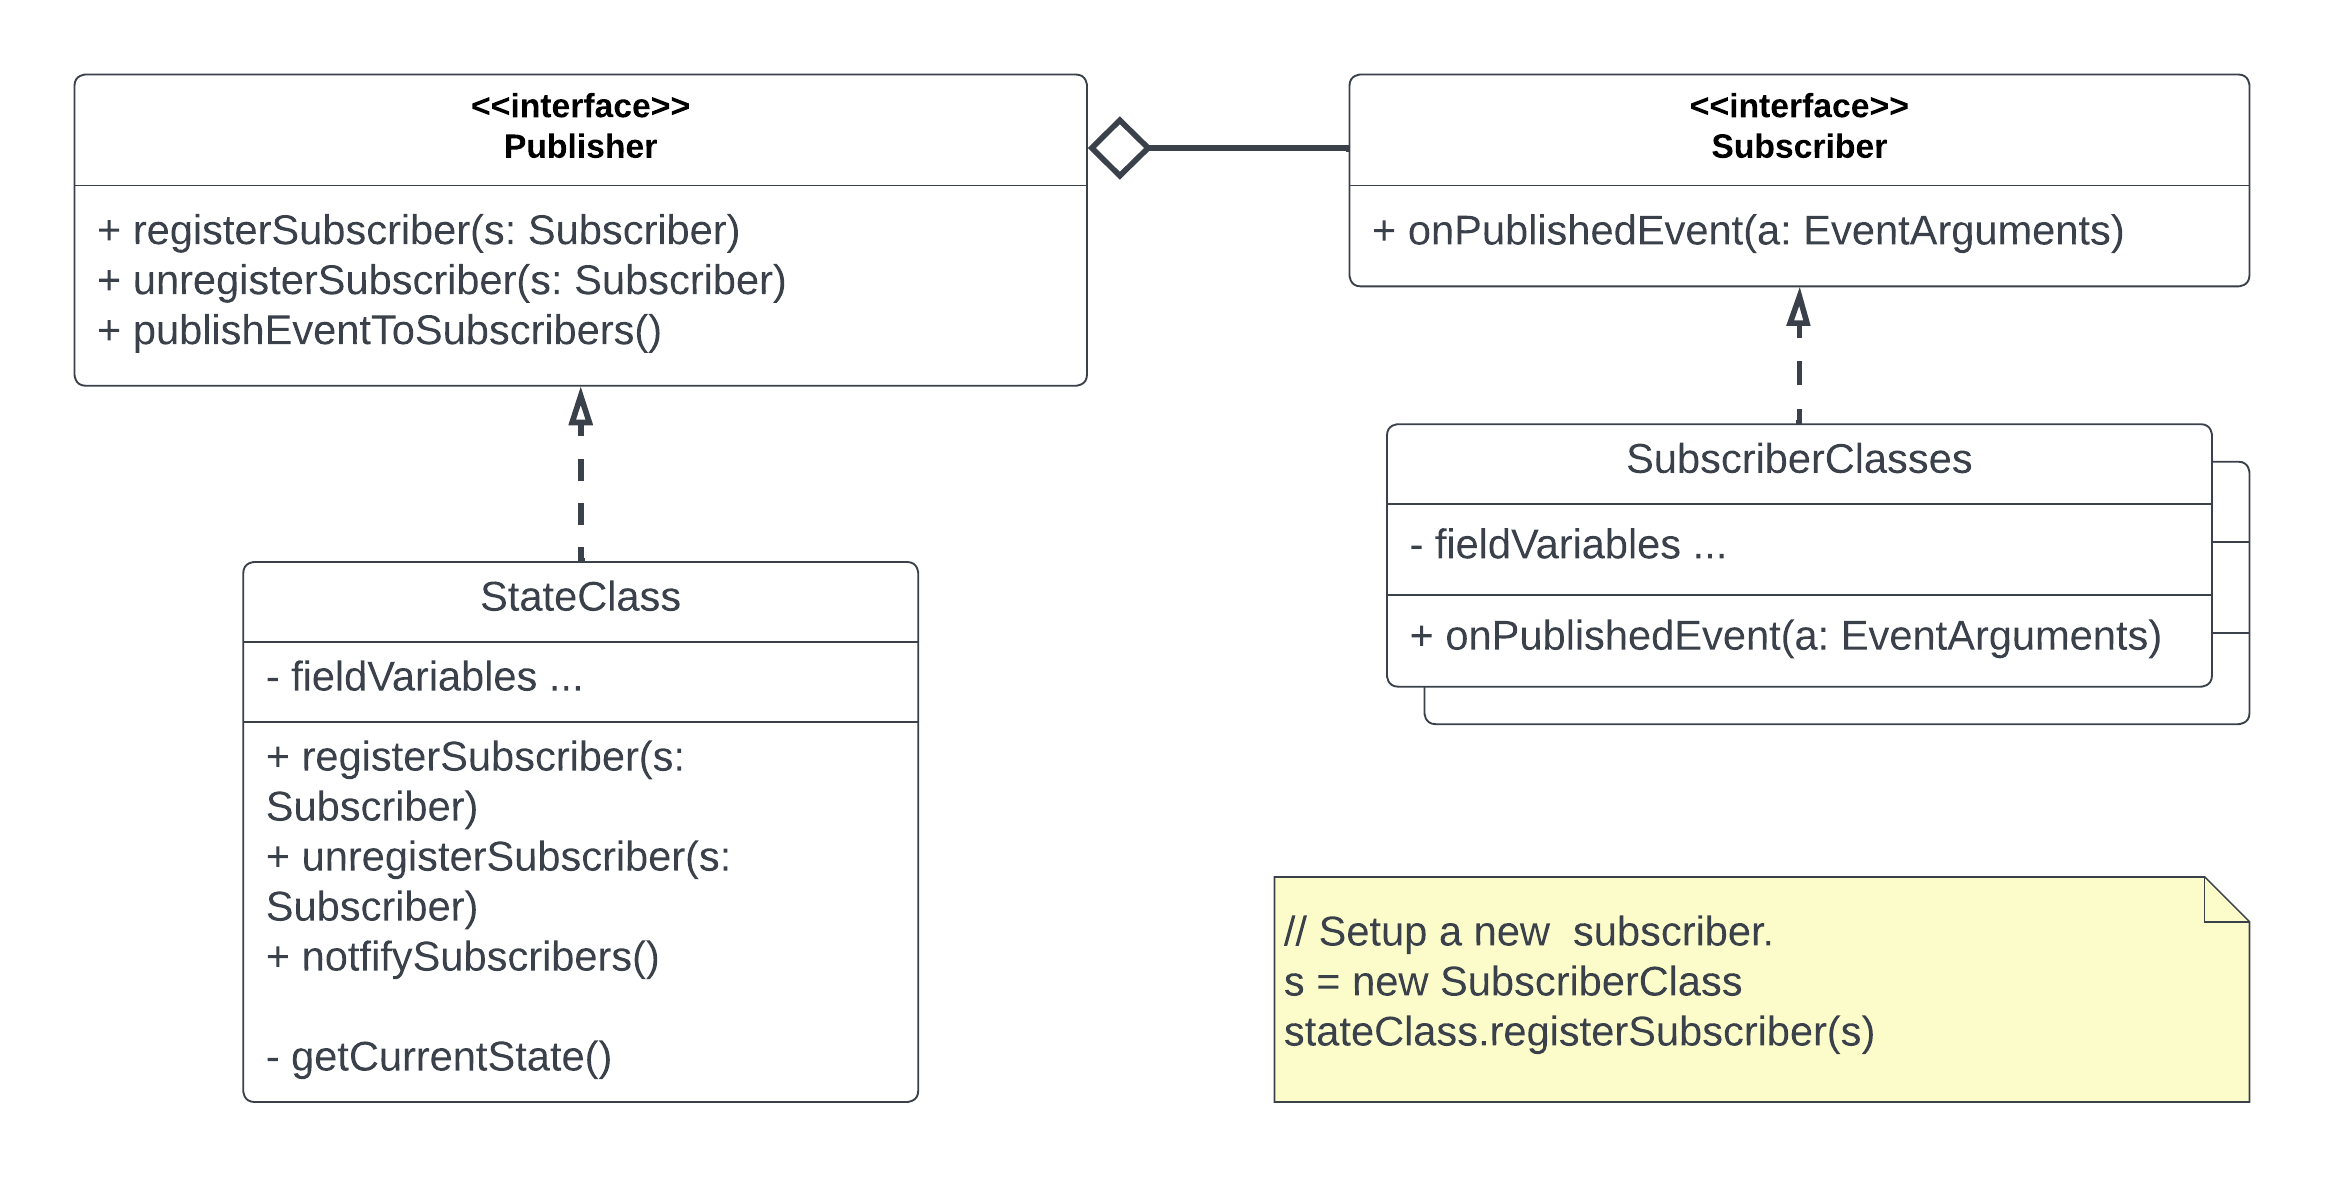 <<interface>>
Publisher
+ registerSubscriber(s: Subscriber)
+ unregisterSubscriber(s: Subscriber)
+ publishEventToSubscribers()
<<interface>>
Subscriber
+ onPublishedEvent(a: EventArguments)
SubscriberClasses
- fieldVariables ...
+ onPublishedEvent(a: EventArguments)
StateClass
- fieldVariables ...
+ registerSubscriber(s:
Subscriber)
+ unregisterSubscriber(s:
Subscriber)
+ notfifySubscribers()
- getCurrentState()
// Setup a new  subscriber.
s = new SubscriberClass
stateClass.registerSubscriber(s)